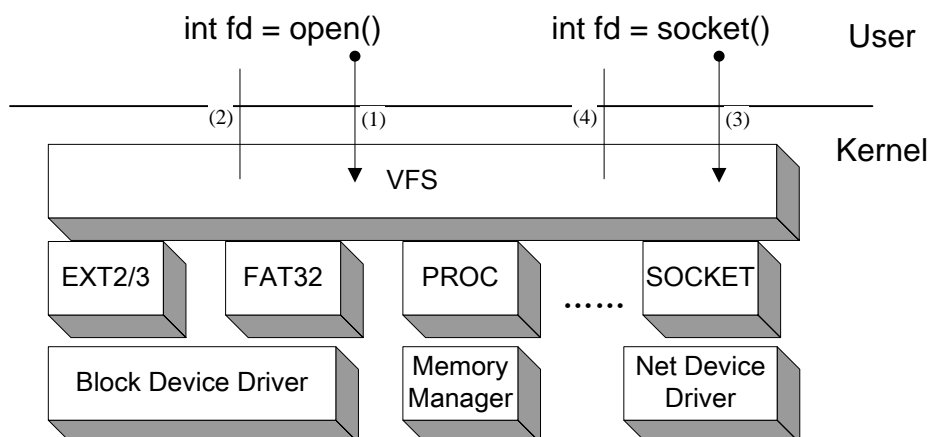 int fd = open()
int fd = socket()
User
(2)
(1)
(4)
(3)
Kernel
VFS
EXT2/3
FAT32
PROC
......
SOCKET
Block Device Driver
Memory
Manager
Net Device
Driver